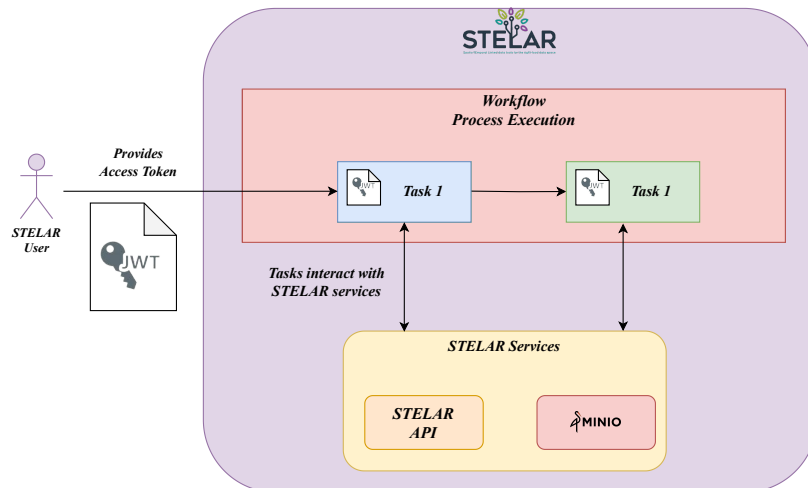 STELAR
Workflow
Process Execution
Provides
Access Token
JWT
Task 1
JWT
Task 1
STELAR
User
JWT
Tasks interact with
STELAR services
STELAR Services
STELAR
API
MINIO